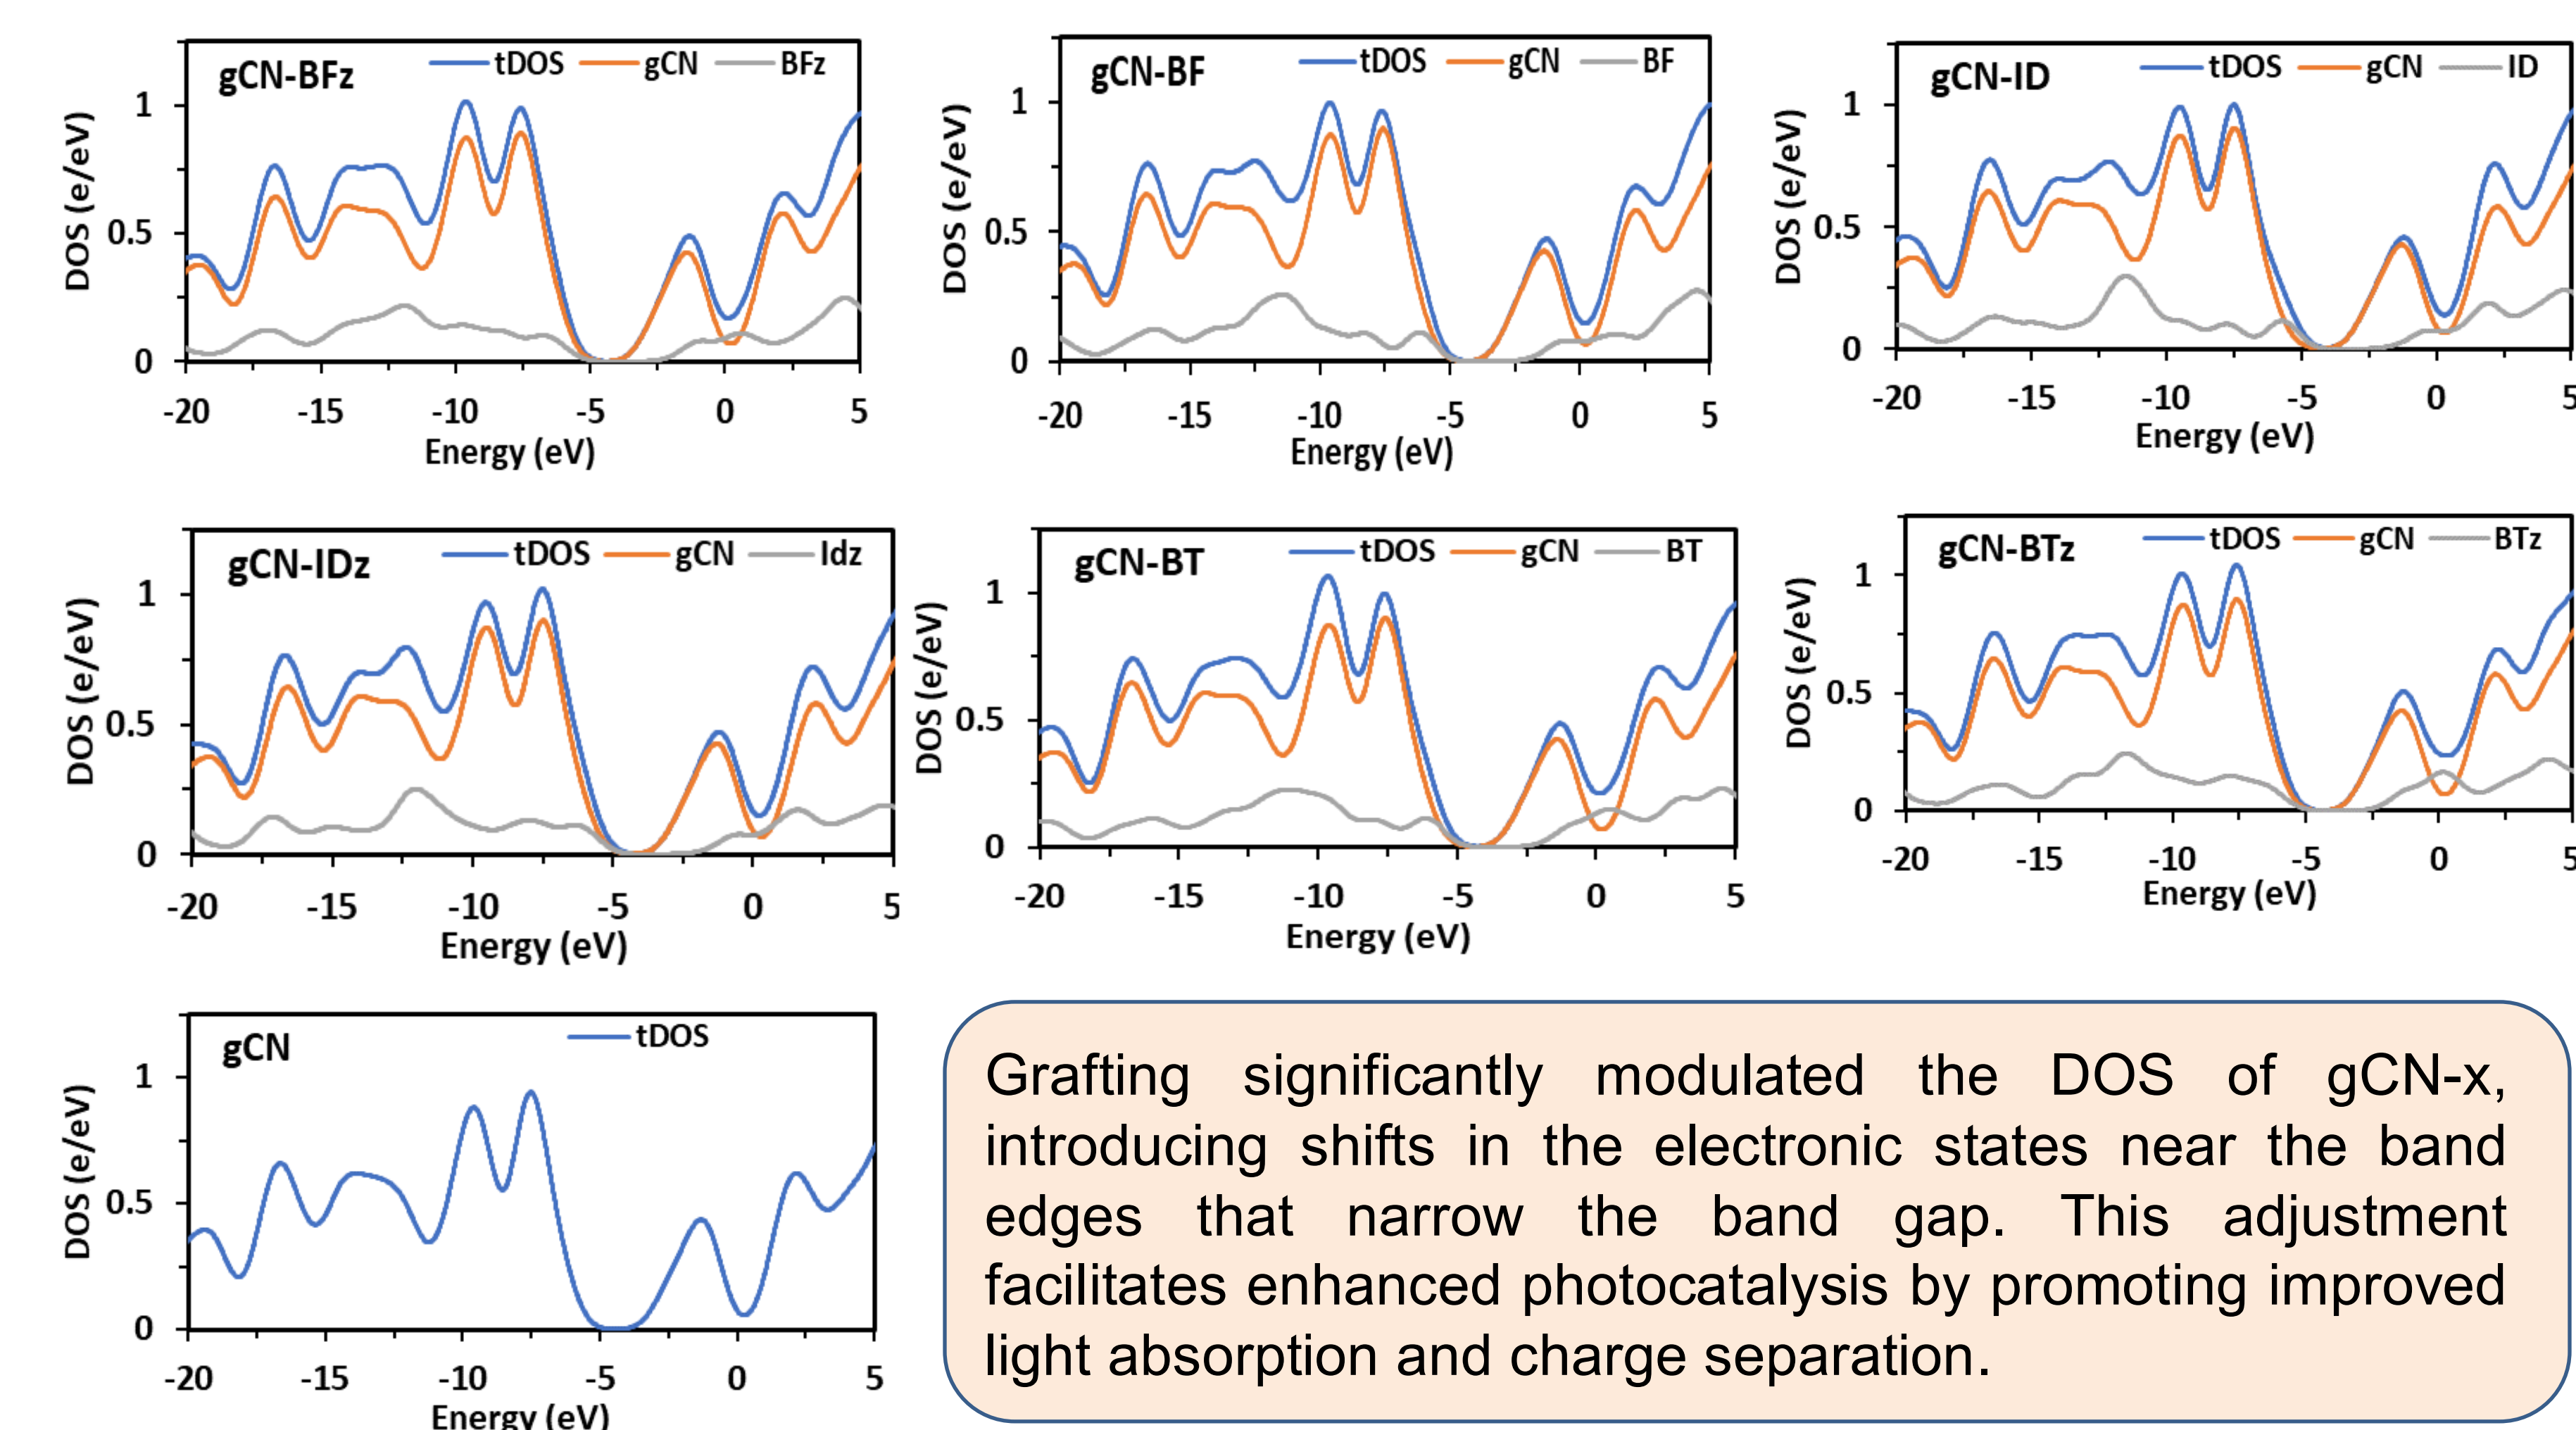 gCN-BFz
tDOS gCN BFz
DOS (e/eV)
1
0.5
0
-20 -15 -10 -5 0 5
Energy (eV)
gCN-BF
tDOS gCN BF
DOS (e/eV)
1
0.5
0
-20 -15 -10 -5 0 5
Energy (eV)
gCN-ID
tDOS gCN ID
DOS (e/eV)
1
0.5
0
-20 -15 -10 -5 0 5
Energy (eV)
gCN-IDz
tDOS gCN Idz
DOS (e/eV)
1
0.5
0
-20 -15 -10 -5 0 5
Energy (eV)
gCN-BT
tDOS gCN BT
DOS (e/eV)
1
0.5
0
-20 -15 -10 -5 0 5
Energy (eV)
gCN-BTz
tDOS gCN BTz
DOS (e/eV)
1
0.5
0
-20 -15 -10 -5 0 5
Energy (eV)
gCN
tDOS
DOS (e/eV)
1
0.5
0
-20 -15 -10 -5 0 5
Energy (eV)
Grafting significantly modulated the DOS of gCN-x,
introducing shifts in the electronic states near the band
edges that narrow the band gap. This adjustment
facilitates enhanced photocatalysis by promoting improved
light absorption and charge separation.